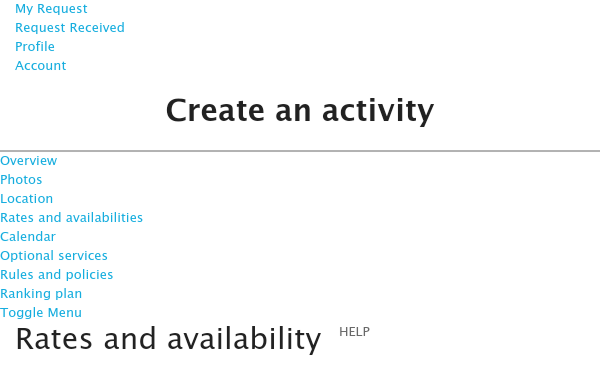 My Request
Request Received
Profile
Account
Create an activity
Overview
Photos
Location
Rates and availabilities
Calendar
Optional services
Rules and policies
Ranking plan
Toggle Menu
Rates and availability HELP